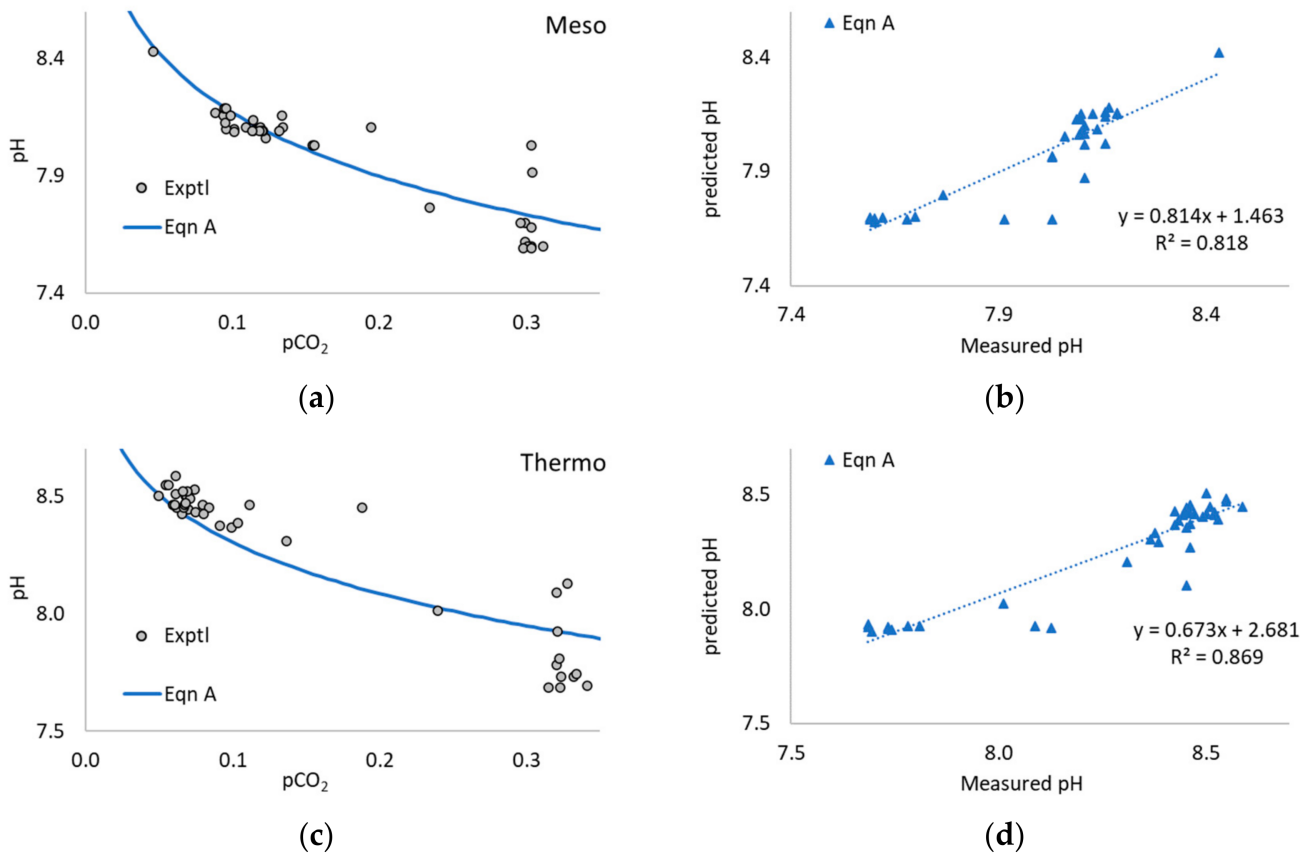 Meso
8.4
7.9
7.4
pH
Exptl
Eqn A
0.0 0.1 0.2 0.3
pCO₂
(a)
Eqn A
8.4
7.9
7.4
predicted pH
y = 0.814x + 1.463
R² = 0.818
7.4 7.9 8.4
Measured pH
(b)
Thermo
8.5
8.0
7.5
pH
Exptl
Eqn A
0.0 0.1 0.2 0.3
pCO₂
(c)
Eqn A
8.5
8.0
7.5
predicted pH
y = 0.673x + 2.681
R² = 0.869
7.5 8.0 8.5
Measured pH
(d)